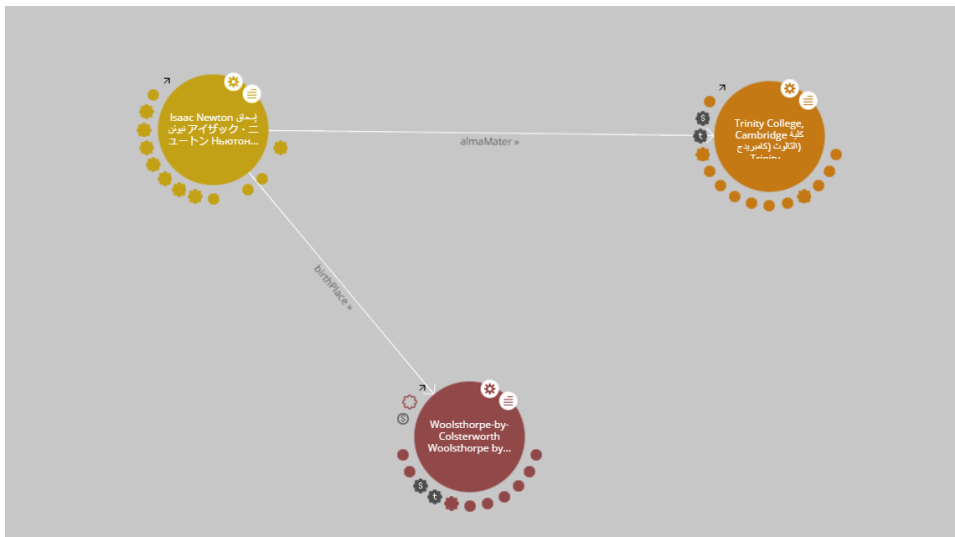 Isaac Newton إسحاق
نيوتن アイザック・ニ
ュートン Ньютон...
almaMater »
Trinity College,
Cambridge كلية
الثالوث (كامبريدج)
Trinity
birthPlace »
Woolsthorpe-by-
Colsterworth
Woolsthorpe by...
S
t
S
S
t